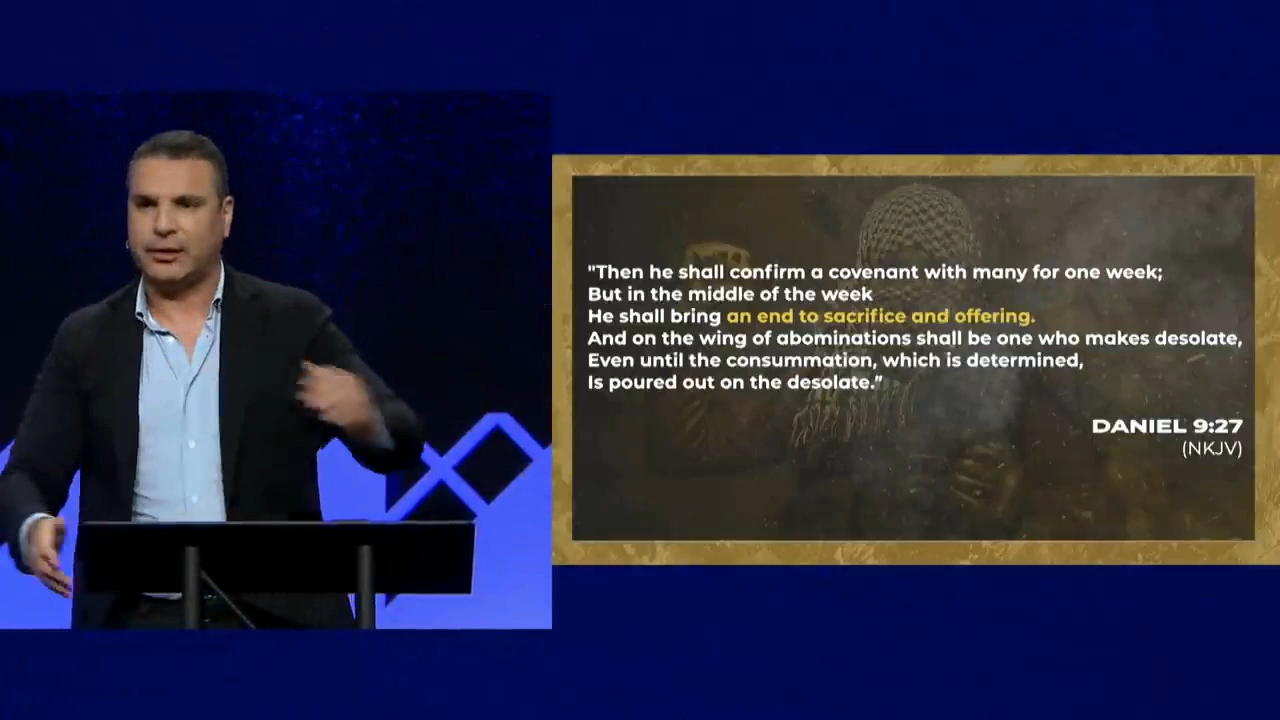 "Then he shall confirm a covenant with many for one week;
But in the middle of the week
He shall bring an end to sacrifice and offering.
And on the wing of abominations shall be one who makes desolate,
Even until the consummation, which is determined,
Is poured out on the desolate.”
DANIEL 9:27
(NKJV)